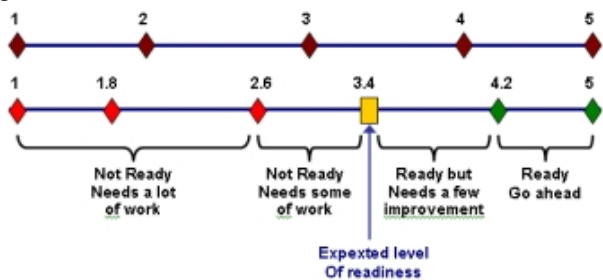 1 2 3 4 5
1 1.8 2.6 3.4 4.2 5
Not Ready
Needs a lot
of work
Not Ready
Needs some
of work
Ready but
Needs a few
improvement
Ready
Go ahead
Expexted level
Of readiness